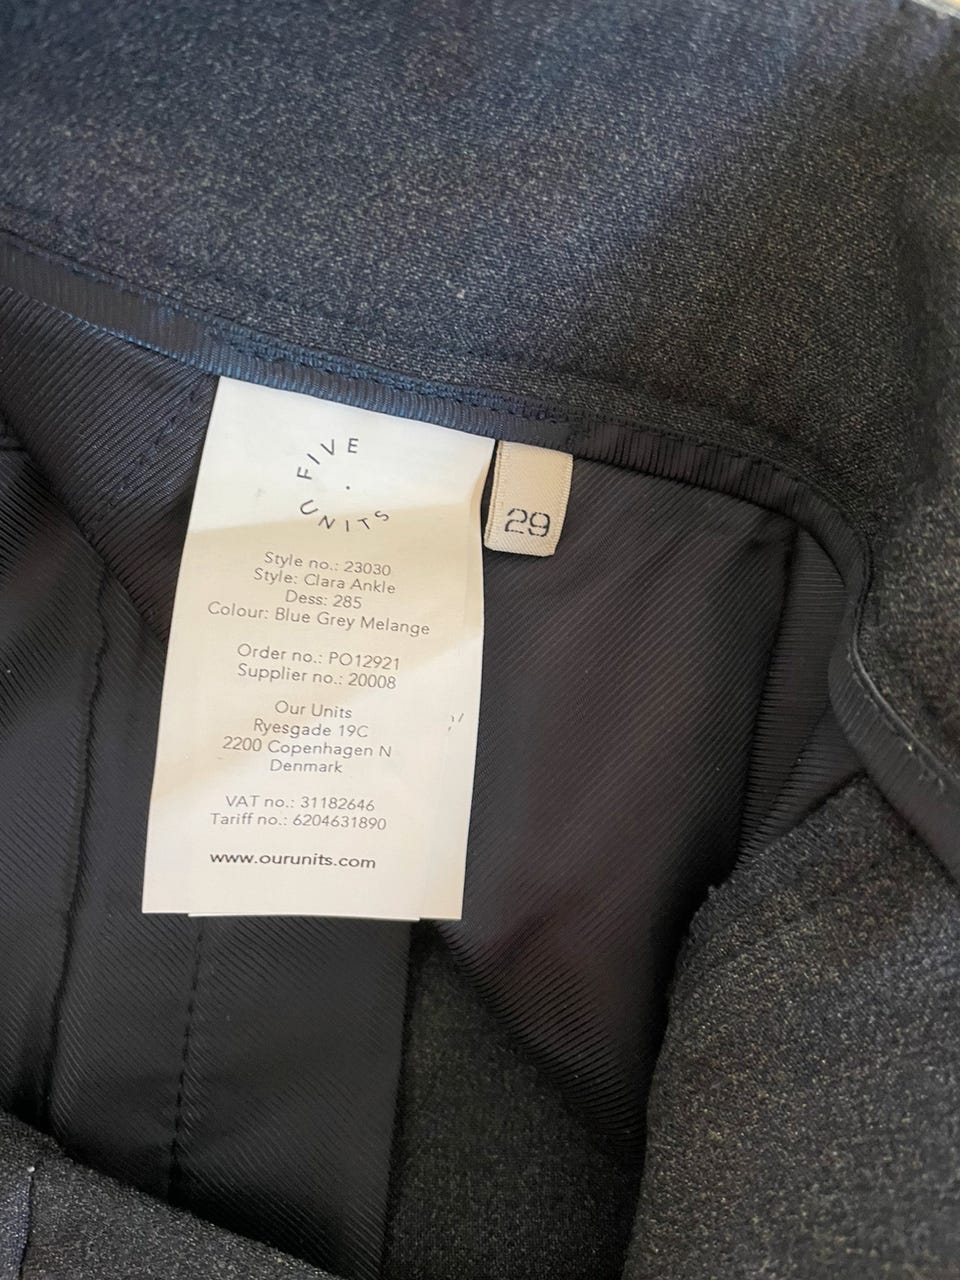 FIVE
UNITS
29
Style no.: 23030
Style: Clara Ankle
Dess: 285
Colour: Blue Grey Melange
Order no.: PO12921
Supplier no.: 20008
Our Units
Ryesgade 19C
2200 Copenhagen N
Denmark
VAT no.: 31182646
Tariff no.: 6204631890
www.ourunits.com